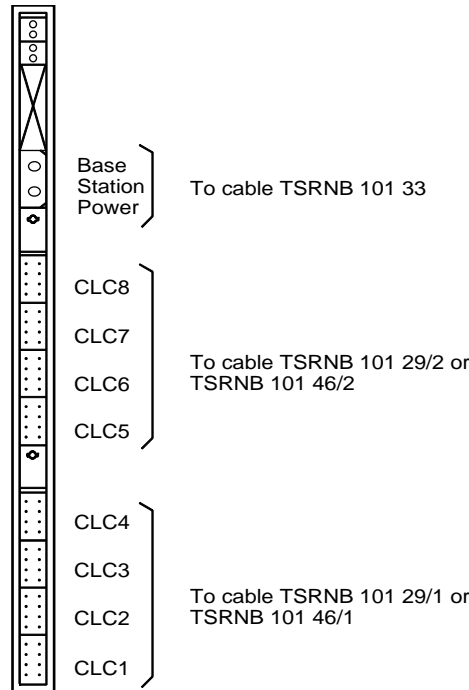 Base
Station
Power
To cable TSRNB 101 33
CLC8
CLC7
CLC6
CLC5
To cable TSRNB 101 29/2 or
TSRNB 101 46/2
CLC4
CLC3
CLC2
CLC1
To cable TSRNB 101 29/1 or
TSRNB 101 46/1